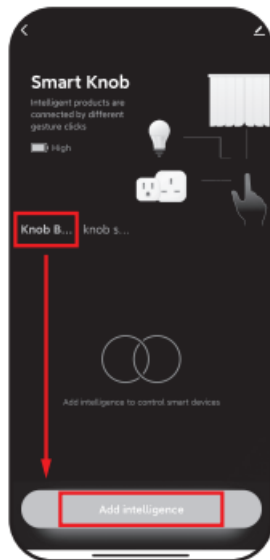 Smart Knob
Intelligent products are
connected by different
gesture clicks
High
Knob B... knob s...
Add intelligence to control smart devices
Add intelligence